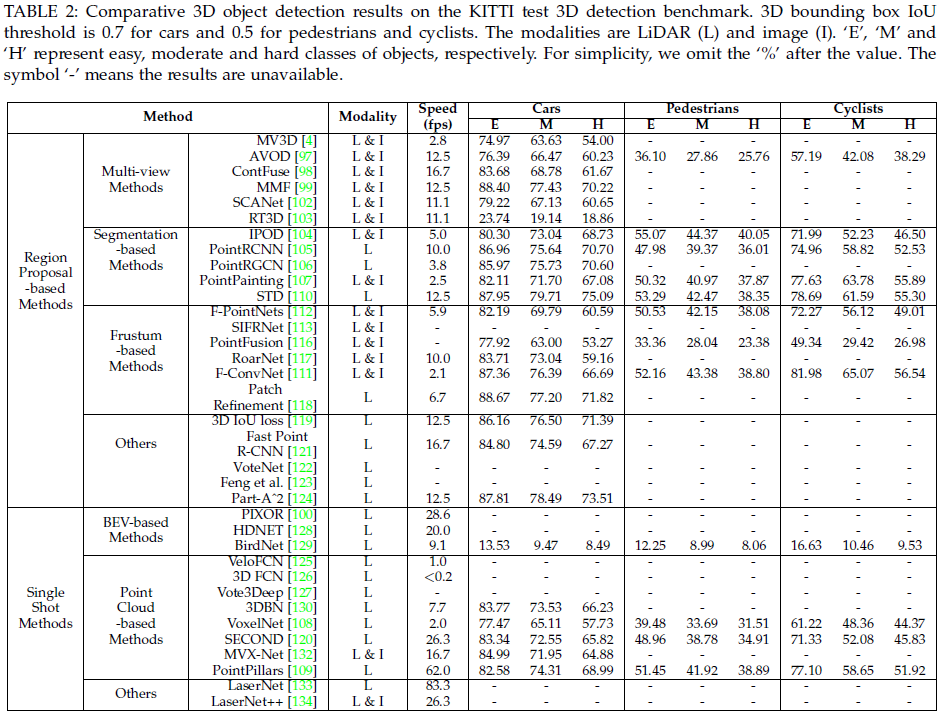 TABLE 2: Comparative 3D object detection results on the KITTI test 3D detection benchmark. 3D bounding box IoU
threshold is 0.7 for cars and 0.5 for pedestrians and cyclists. The modalities are LiDAR (L) and image (I). ‘E’, ‘M’ and
‘H’ represent easy, moderate and hard classes of objects, respectively. For simplicity, we omit the ‘%’ after the value. The
symbol ‘-’ means the results are unavailable.
Method Modality Speed (fps) Cars Pedestrians Cyclists
E M H E M H E M H
Region Proposal -based Methods
Multi-view Methods
MV3D [4] L & I 2.8 74.97 63.63 54.00 - - - - - -
AVOD [97] L & I 12.5 76.39 66.47 60.23 36.10 27.86 25.76 57.19 42.08 38.29
ContFuse [98] L & I 16.7 83.68 68.78 61.67 - - - - - -
MMF [99] L & I 12.5 88.40 77.43 70.22 - - - - - -
SCANet [102] L & I 11.1 79.22 67.13 60.65 - - - - - -
RT3D [103] L & I 11.1 23.74 19.14 18.86 - - - - - -
Segmentation -based Methods
IPOD [104] L & I 5.0 80.30 73.04 68.73 55.07 44.37 40.05 71.99 52.23 46.50
PointRCNN [105] L 10.0 86.96 75.64 70.70 47.98 39.37 36.01 74.96 58.82 52.53
PointRGCN [106] L 3.8 85.97 75.73 70.60 - - - - - -
PointPainting [107] L & I 2.5 82.11 71.70 67.08 50.32 40.97 37.87 77.63 63.78 55.89
STD [110] L 12.5 87.95 79.71 75.09 53.29 42.47 38.35 78.69 61.59 55.30
Frustum -based Methods
F-PointNets [112] L & I 5.9 82.19 69.79 60.59 50.53 42.15 38.08 72.27 56.12 49.01
SIFRNet [113] L & I - - - - - - - - - -
PointFusion [116] L & I - 77.92 63.00 53.27 33.36 28.04 23.38 49.34 29.42 26.98
RoarNet [117] L & I 10.0 83.71 73.04 59.16 - - - - - -
F-ConvNet [111] L & I 2.1 87.36 76.39 66.69 52.16 43.38 38.80 81.98 65.07 56.54
Patch Refinement [118] L 6.7 88.67 77.20 71.82 - - - - - -
Others
3D IoU loss [119] L 12.5 86.16 76.50 71.39 - - - - - -
Fast Point R-CNN [121] L 16.7 84.80 74.59 67.27 - - - - - -
VoteNet [122] L - - - - - - - - - -
Feng et al. [123] L - - - - - - - - - -
Part-A^2 [124] L 12.5 87.81 78.49 73.51 - - - - - -
Single Shot Methods
BEV-based Methods
PIXOR [100] L 28.6 - - - - - - - - -
HDNET [128] L 20.0 - - - - - - - - -
BirdNet [129] L 9.1 13.53 9.47 8.49 12.25 8.99 8.06 16.63 10.46 9.53
Point Cloud -based Methods
VeloFCN [125] L 1.0 - - - - - - - - -
3D FCN [126] L <0.2 - - - - - - - - -
Vote3Deep [127] L - - - - - - - - - -
3DBN [130] L 7.7 83.77 73.53 66.23 - - - - - -
VoxelNet [108] L 2.0 77.47 65.11 57.73 39.48 33.69 31.51 61.22 48.36 44.37
SECOND [120] L 26.3 83.34 72.55 65.82 48.96 38.78 34.91 71.33 52.08 45.83
MVX-Net [132] L & I 16.7 84.99 71.95 64.88 - - - - - -
PointPillars [109] L 62.0 82.58 74.31 68.99 51.45 41.92 38.89 77.10 58.65 51.92
Others
LaserNet [133] L 83.3 - - - - - - - - -
LaserNet++ [134] L & I 26.3 - - - - - - - - -